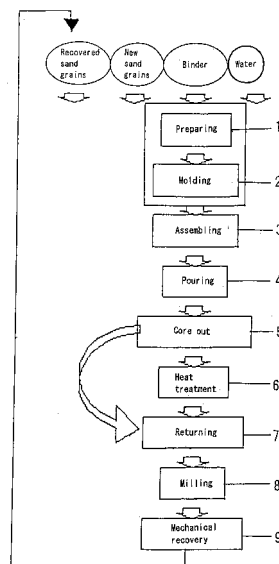 Recovered
sand
grains
New
sand
grains
Binder
Water
Preparing
1
Molding
2
Assembling
3
Pouring
4
Core out
5
Heat
treatment
6
Returning
7
Milling
8
Mechanical
recovery
9